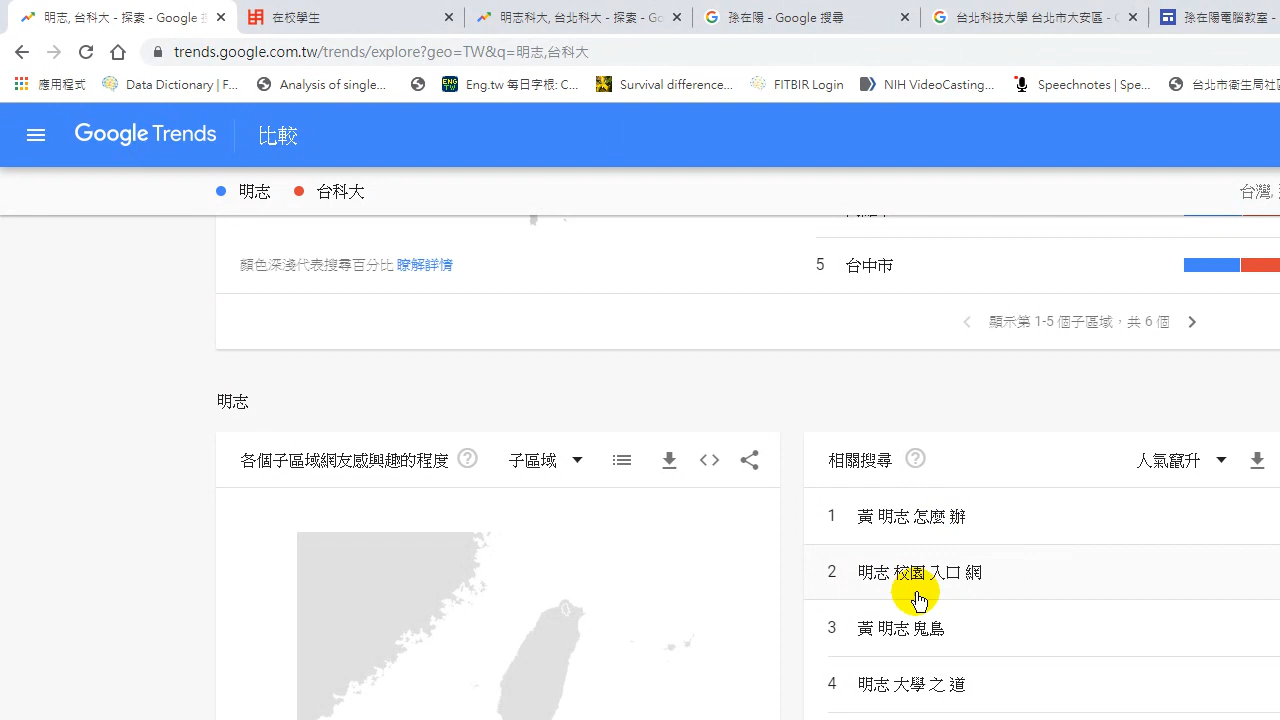 明志, 台科大 - 探索 - Google
在校學生
明志科大, 台北科大 - 探索 - Go
孫在陽 - Google 搜尋
台北科技大學 台北市大安區 - G
孫在陽電腦教室 -
trends.google.com.tw/trends/explore?geo=TW&q=明志,台科大
應用程式
Data Dictionary | F...
Analysis of single...
Eng.tw 每日字根: C...
Survival difference...
FITBIR Login
NIH VideoCasting...
Speechnotes | Spe...
台北市衛生局社區
Google Trends
比較
明志
台科大
台灣,
5 台中市
顏色深淺代表搜尋百分比 瞭解詳情
顯示第 1-5 個子區域，共 6 個
明志
各個子區域網友感興趣的程度
子區域
相關搜尋
人氣竄升
1 黃 明志 怎麼 辦
2 明志 校園 入口 網
3 黃 明志 鬼島
4 明志 大學 之 道